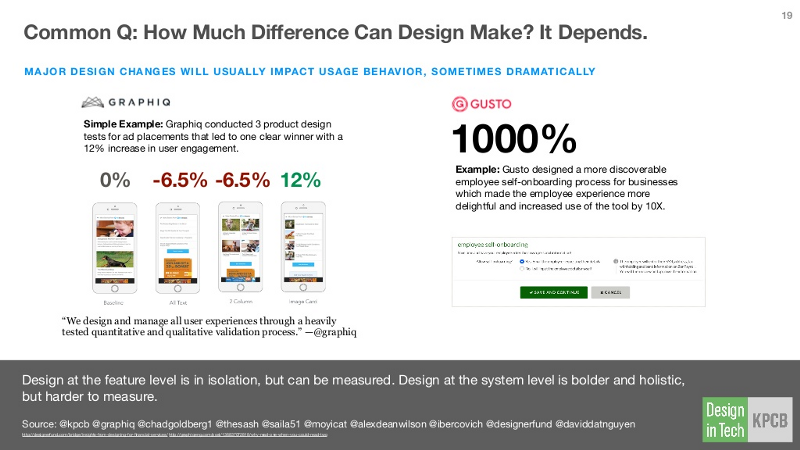 19
Common Q: How Much Difference Can Design Make? It Depends.
MAJOR DESIGN CHANGES WILL USUALLY IMPACT USAGE BEHAVIOR, SOMETIMES DRAMATICALLY
GRAPHIQ
Simple Example: Graphiq conducted 3 product design
tests for ad placements that led to one clear winner with a
12% increase in user engagement.
0% -6.5% -6.5% 12%
Baseline All Text 2 Column Image Card
“We design and manage all user experiences through a heavily
tested quantitative and qualitative validation process.” —@graphiq
GUSTO
1000%
Example: Gusto designed a more discoverable
employee self-onboarding process for businesses
which made the employee experience more
delightful and increased use of the tool by 10X.
employee self-onboarding
SAVE AND CONTINUE
CANCEL
Design at the feature level is in isolation, but can be measured. Design at the system level is bolder and holistic,
but harder to measure.
Source: @kpcb @graphiq @chadgoldberg1 @thesash @saila51 @moyicat @alexdeanwilson @ibercovich @designerfund @daviddatnguyen
Design
in Tech
KPCB